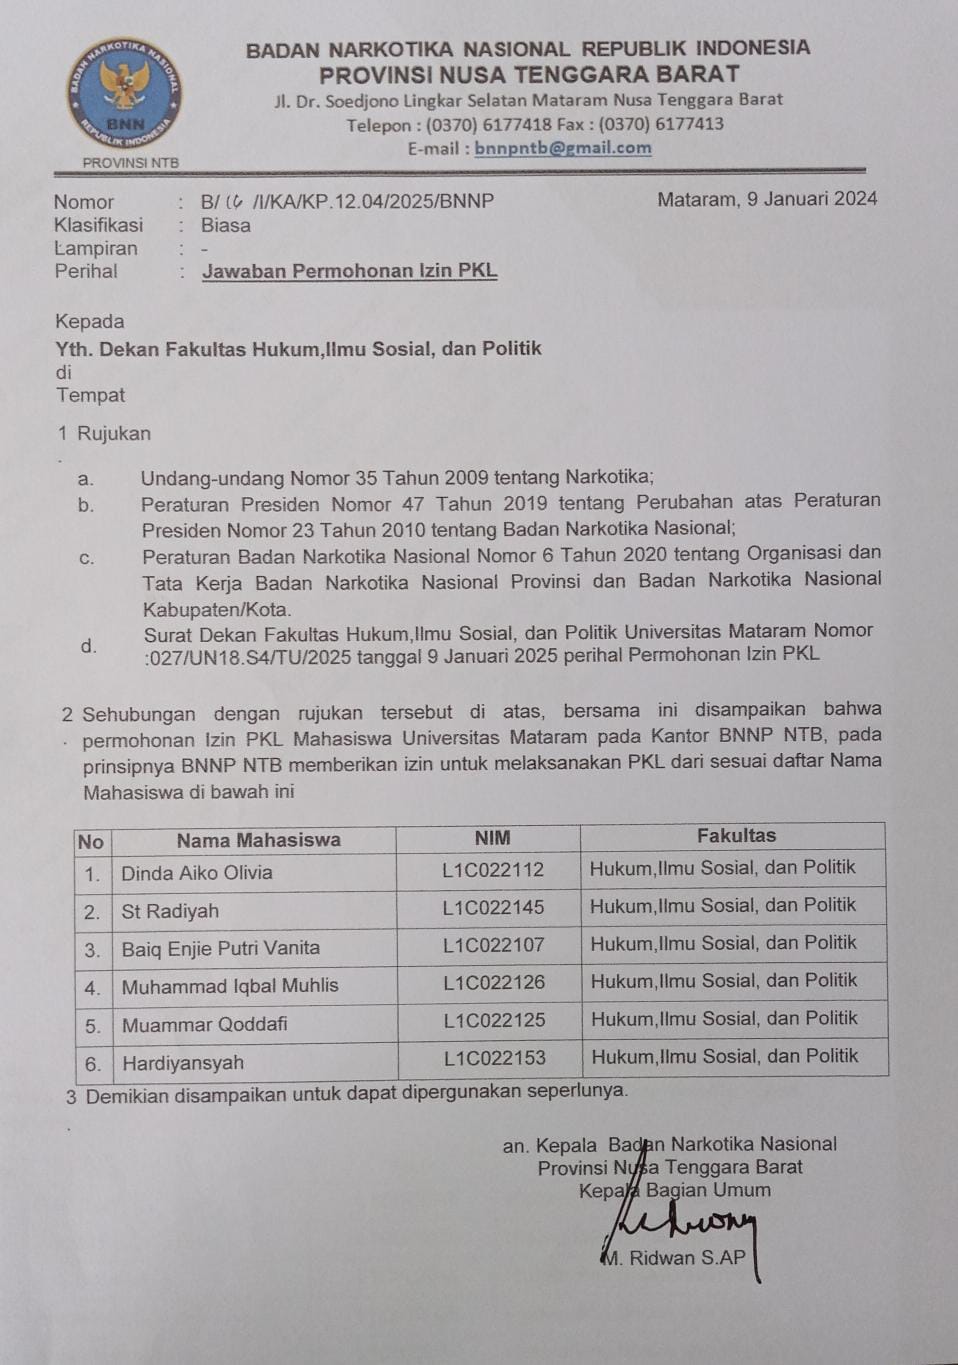 BADAN NARKOTIKA NASIONAL
BNN
REPUBLIK INDONESIA
PROVINSI NTB
BADAN NARKOTIKA NASIONAL REPUBLIK INDONESIA
PROVINSI NUSA TENGGARA BARAT
Jl. Dr. Soedjono Lingkar Selatan Mataram Nusa Tenggara Barat
Telepon : (0370) 6177418 Fax : (0370) 6177413
E-mail : bnnpntb@gmail.com
Nomor : B/ /I/KA/KP.12.04/2025/BNNP Mataram, 9 Januari 2024
Klasifikasi : Biasa
Lampiran : -
Perihal : Jawaban Permohonan Izin PKL
Kepada
Yth. Dekan Fakultas Hukum,Ilmu Sosial, dan Politik
di
Tempat
1 Rujukan
.
a. Undang-undang Nomor 35 Tahun 2009 tentang Narkotika;
b. Peraturan Presiden Nomor 47 Tahun 2019 tentang Perubahan atas Peraturan
Presiden Nomor 23 Tahun 2010 tentang Badan Narkotika Nasional;
c. Peraturan Badan Narkotika Nasional Nomor 6 Tahun 2020 tentang Organisasi dan
Tata Kerja Badan Narkotika Nasional Provinsi dan Badan Narkotika Nasional
Kabupaten/Kota.
d. Surat Dekan Fakultas Hukum,Ilmu Sosial, dan Politik Universitas Mataram Nomor
:027/UN18.S4/TU/2025 tanggal 9 Januari 2025 perihal Permohonan Izin PKL
2 Sehubungan dengan rujukan tersebut di atas, bersama ini disampaikan bahwa
. permohonan Izin PKL Mahasiswa Universitas Mataram pada Kantor BNNP NTB, pada
prinsipnya BNNP NTB memberikan izin untuk melaksanakan PKL dari sesuai daftar Nama
Mahasiswa di bawah ini
No Nama Mahasiswa NIM Fakultas
1. Dinda Aiko Olivia L1C022112 Hukum,Ilmu Sosial, dan Politik
2. St Radiyah L1C022145 Hukum,Ilmu Sosial, dan Politik
3. Baiq Enjie Putri Vanita L1C022107 Hukum,Ilmu Sosial, dan Politik
4. Muhammad Iqbal Muhlis L1C022126 Hukum,Ilmu Sosial, dan Politik
5. Muammar Qoddafi L1C022125 Hukum,Ilmu Sosial, dan Politik
6. Hardiyansyah L1C022153 Hukum,Ilmu Sosial, dan Politik
3 Demikian disampaikan untuk dapat dipergunakan seperlunya.
.
an. Kepala Badan Narkotika Nasional
Provinsi Nusa Tenggara Barat
Kepala Bagian Umum
M. Ridwan S.AP